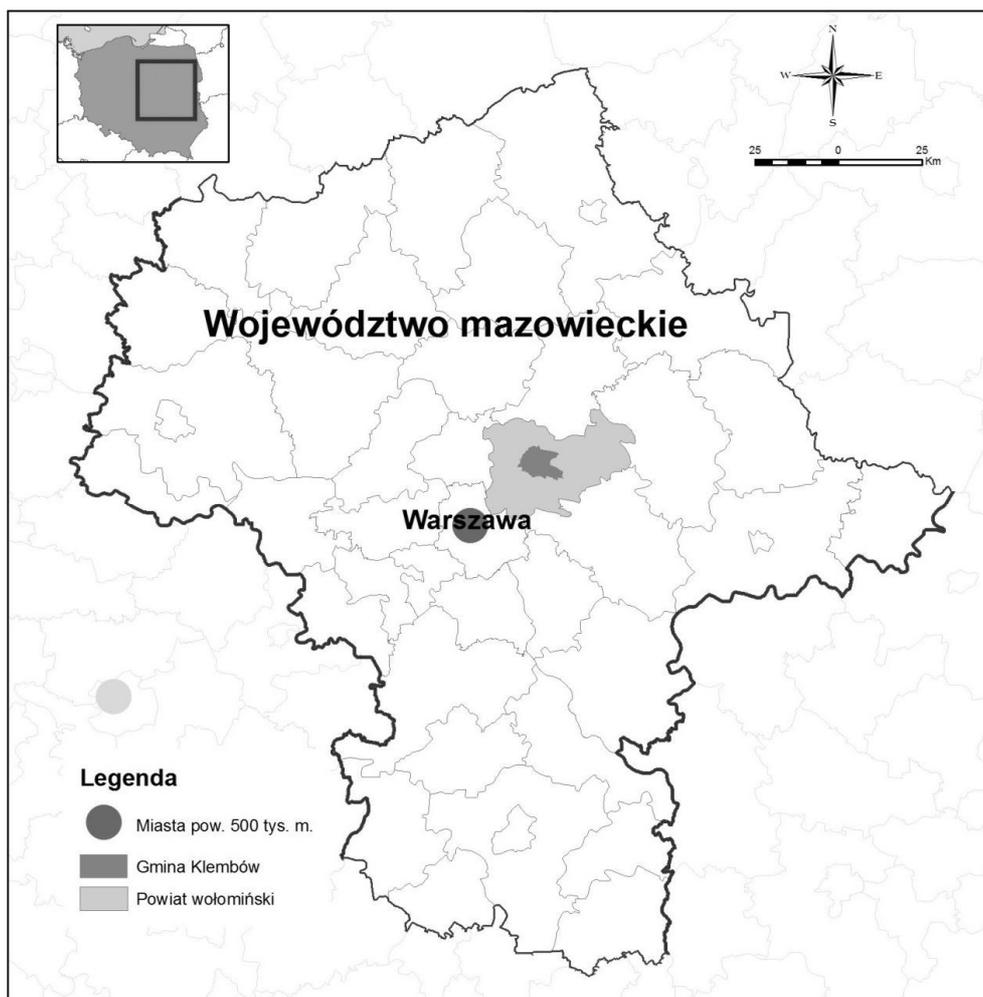 N
W E
S
25 0 25
Km
Województwo mazowieckie
Warszawa
Legenda
Miasta pow. 500 tys. m.
Gmina Klembów
Powiat wołomiński